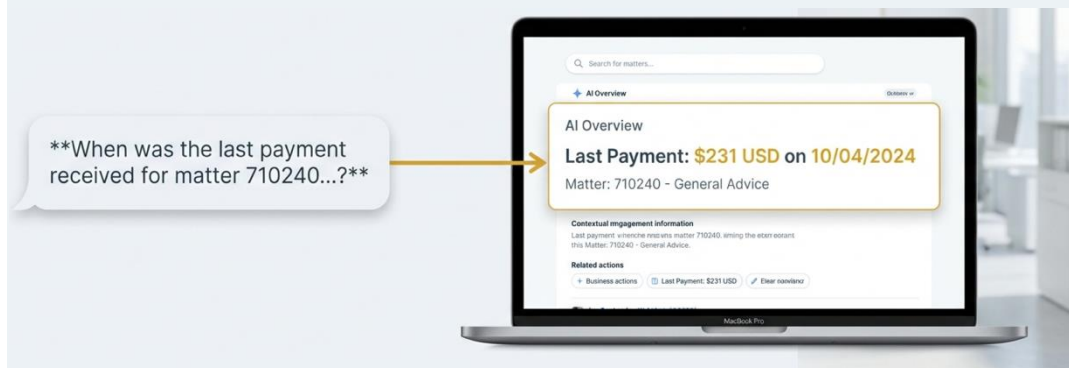 **When was the last payment
received for matter 710240...?**
Search for matters...
AI Overview
AI Overview
Last Payment: $231 USD on 10/04/2024
Matter: 710240 - General Advice
Contextual mgagement information
Last payment matter 710240. the
this Matter: 710240 - General Advice.
Related actions
+ Business actions
Last Payment: $231 USD
MacBook Pro